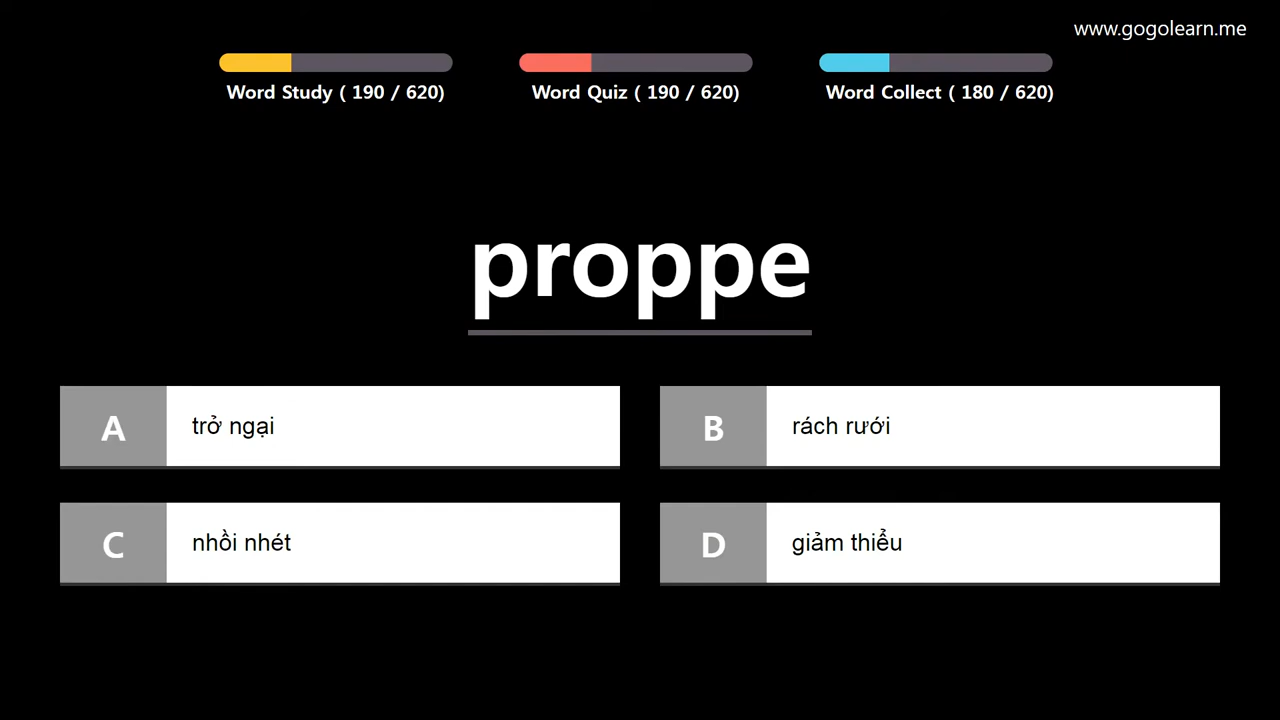 www.gogolearn.me
Word Study ( 190 / 620)
Word Quiz ( 190 / 620)
Word Collect ( 180 / 620)
proppe
A
trở ngại
B
rách rưới
C
nhồi nhét
D
giảm thiểu